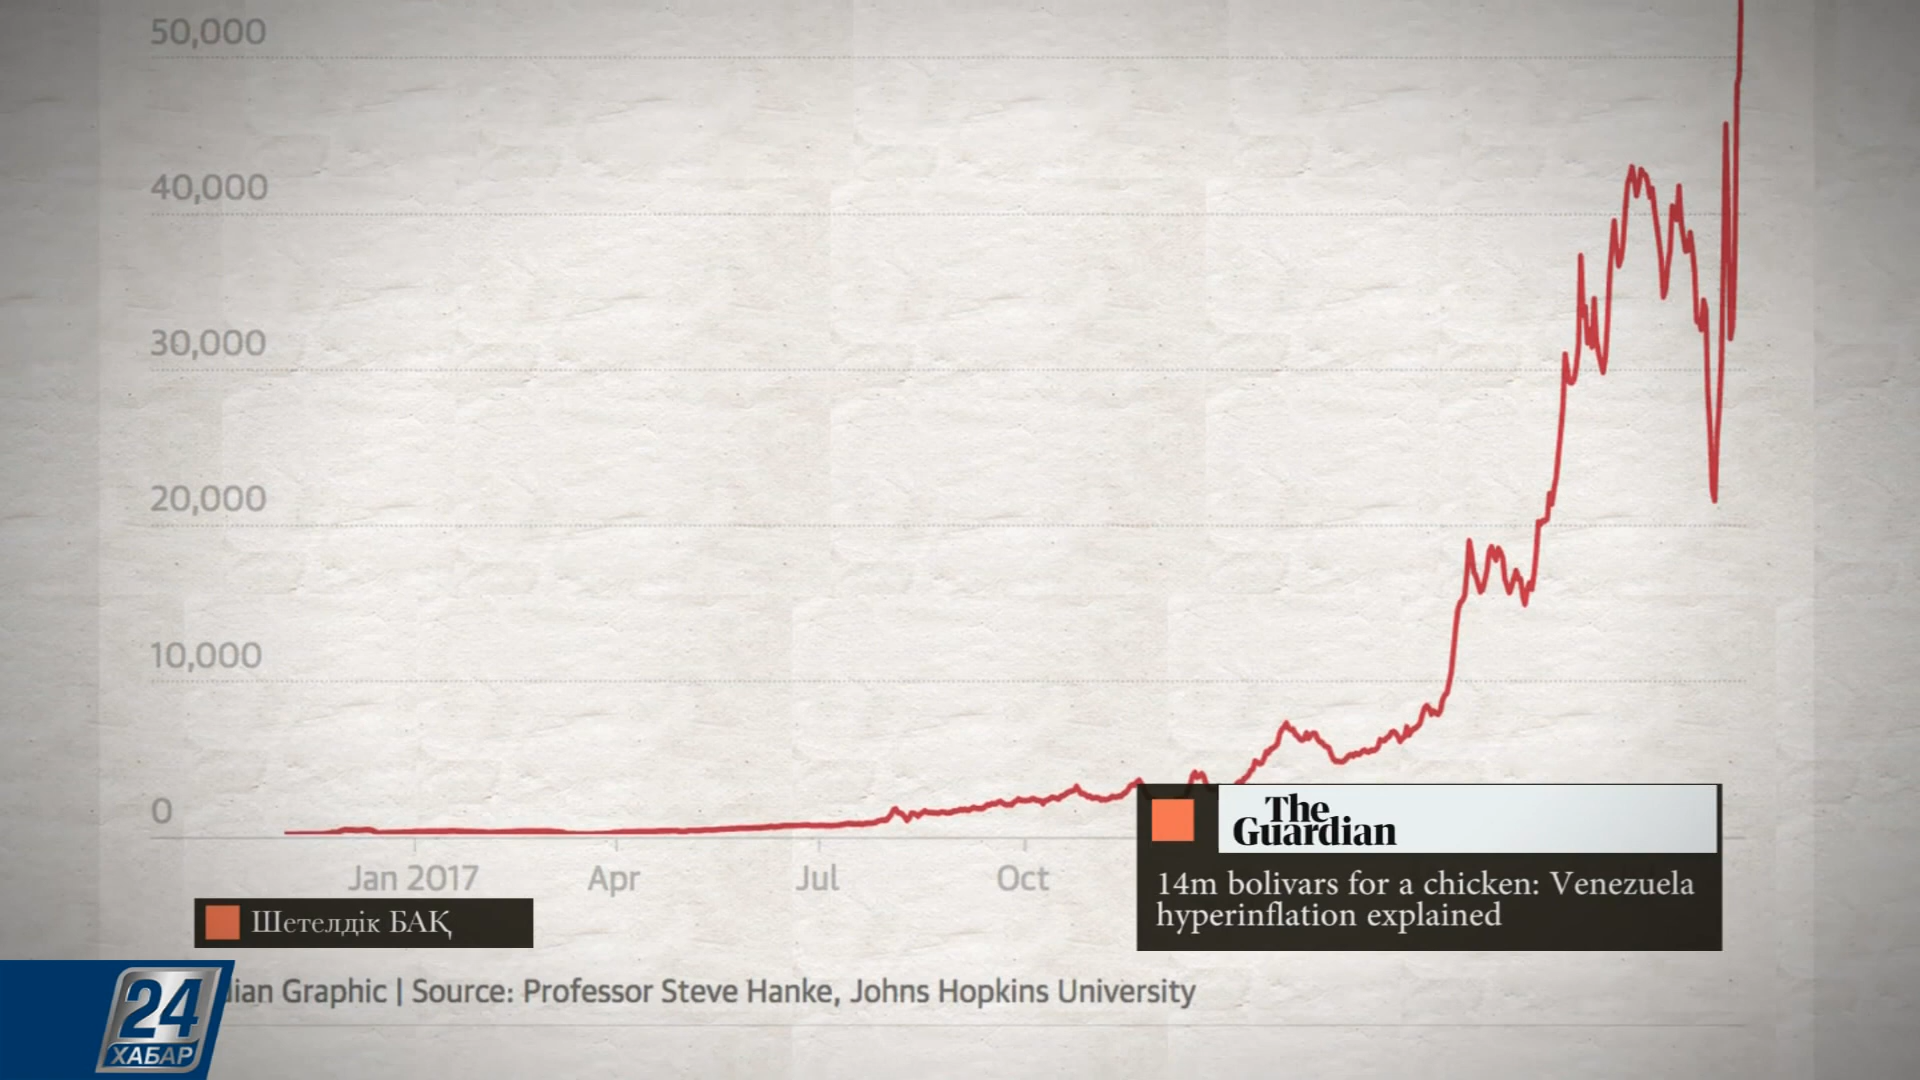 50,000
40,000
30,000
20,000
10,000
0
Jan 2017
Apr
Jul
Oct
The
Guardian
14m bolivars for a chicken: Venezuela
hyperinflation explained
Шетелдік БАҚ
dian Graphic | Source: Professor Steve Hanke, Johns Hopkins University
24
ХАБАР